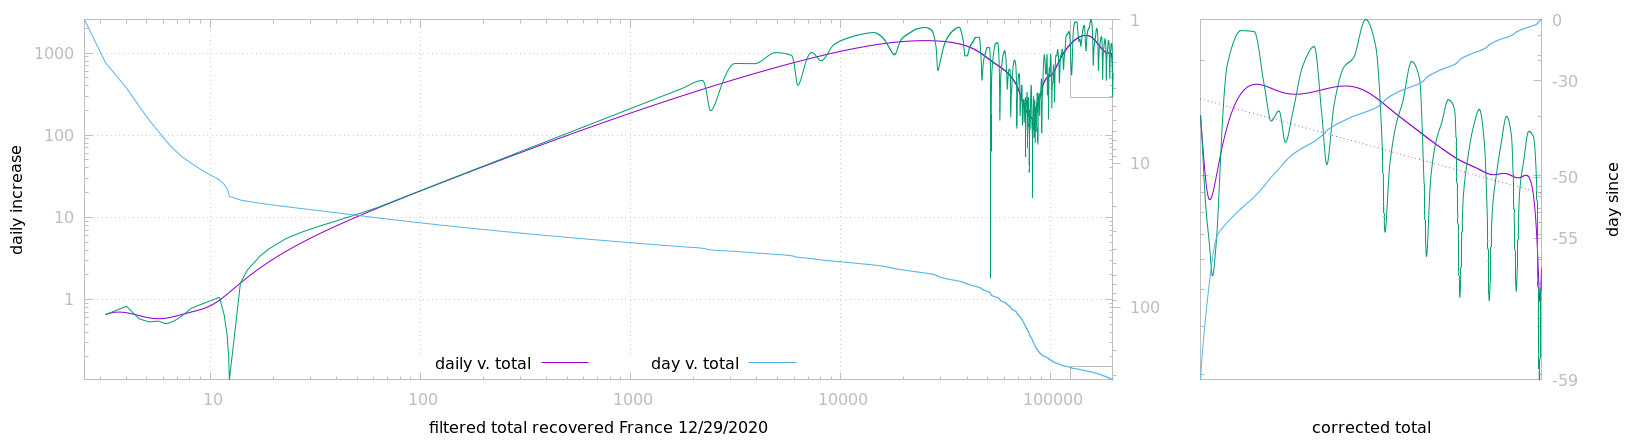 daily increase
1000
100
10
1
10
100
1000
10000
100000
1
10
100
daily v. total
day v. total
filtered total recovered France 12/29/2020
0
-30
-50
-55
-59
day since
corrected total